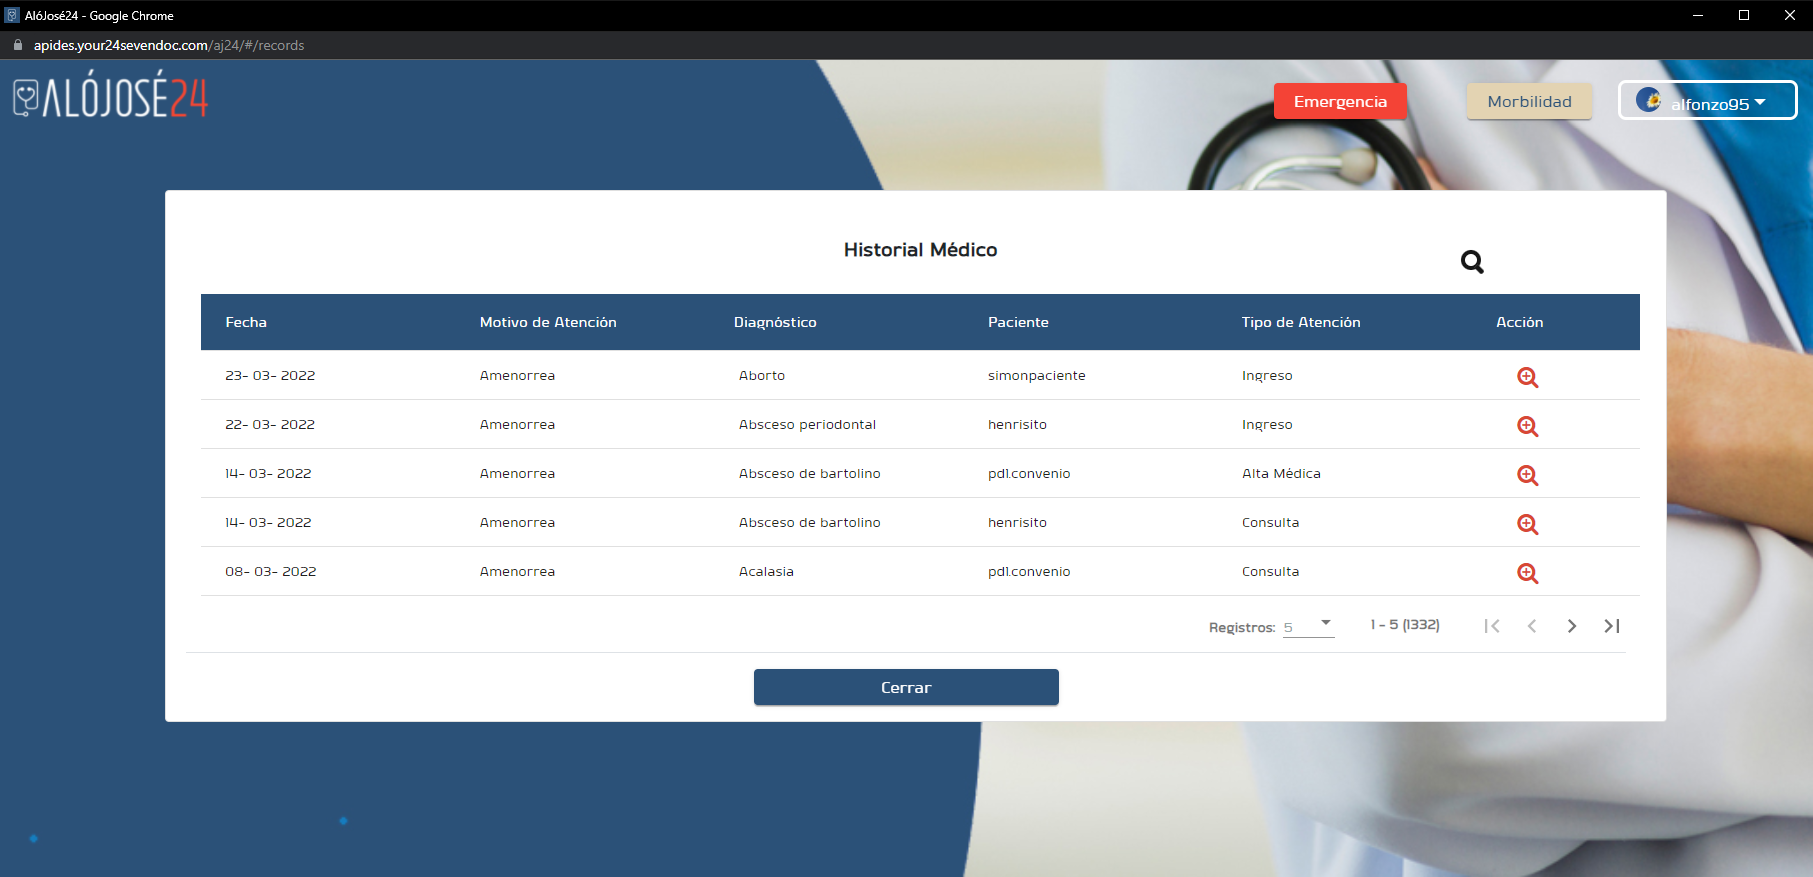 AlóJosé24 - Google Chrome
apides.your24sevendoc.com/aj24/#/records
ALÓJOSÉ24
Emergencia
Morbilidad
alfonzo95
Historial Médico
Fecha Motivo de Atención Diagnóstico Paciente Tipo de Atención Acción
23- 03- 2022 Amenorrea Aborto simonpaciente Ingreso
22- 03- 2022 Amenorrea Absceso periodontal henrisito Ingreso
14- 03- 2022 Amenorrea Absceso de bartolino pd1.convenio Alta Médica
14- 03- 2022 Amenorrea Absceso de bartolino henrisito Consulta
08- 03- 2022 Amenorrea Acalasia pd1.convenio Consulta
Registros: 5 1 - 5 (1332)
Cerrar